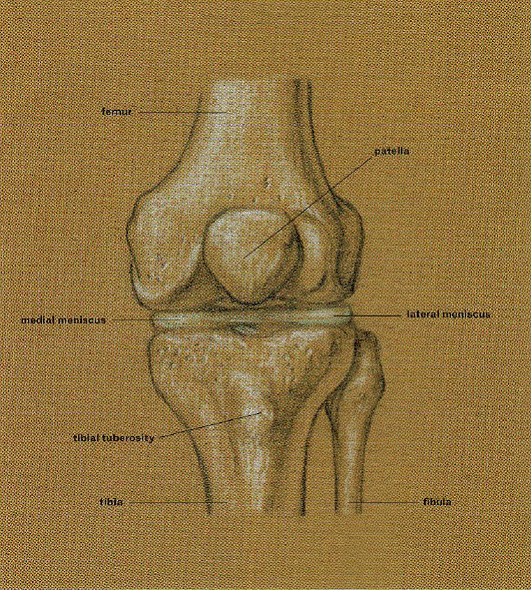 femur
patella
medial meniscus
lateral meniscus
tibial tuberosity
tibia
fibula